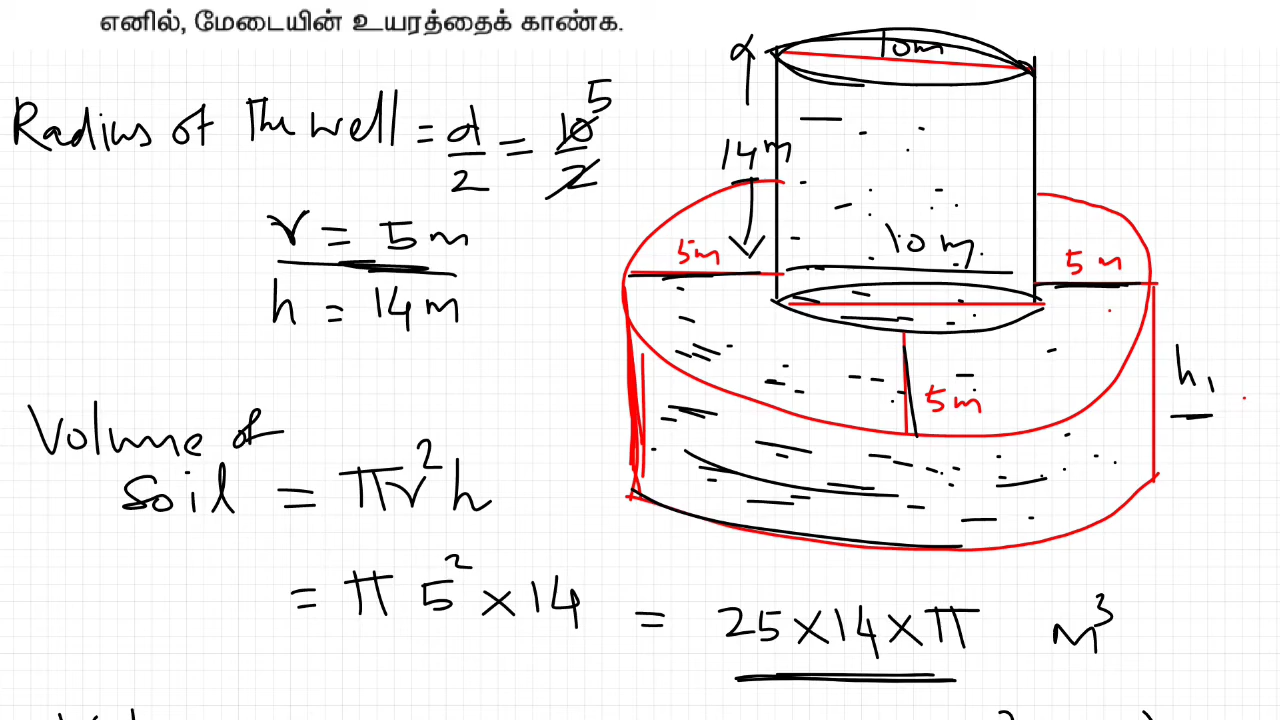 எனில், மேடையின் உயரத்தைக் காண்க.
Radius of the well = d/2 = 10/2 5
r = 5m
h = 14m
Volume of
soil = πr²h
= π 5² × 14 = 25×14×π m³
10m
14m
10m
5m
5m
5m
h₁